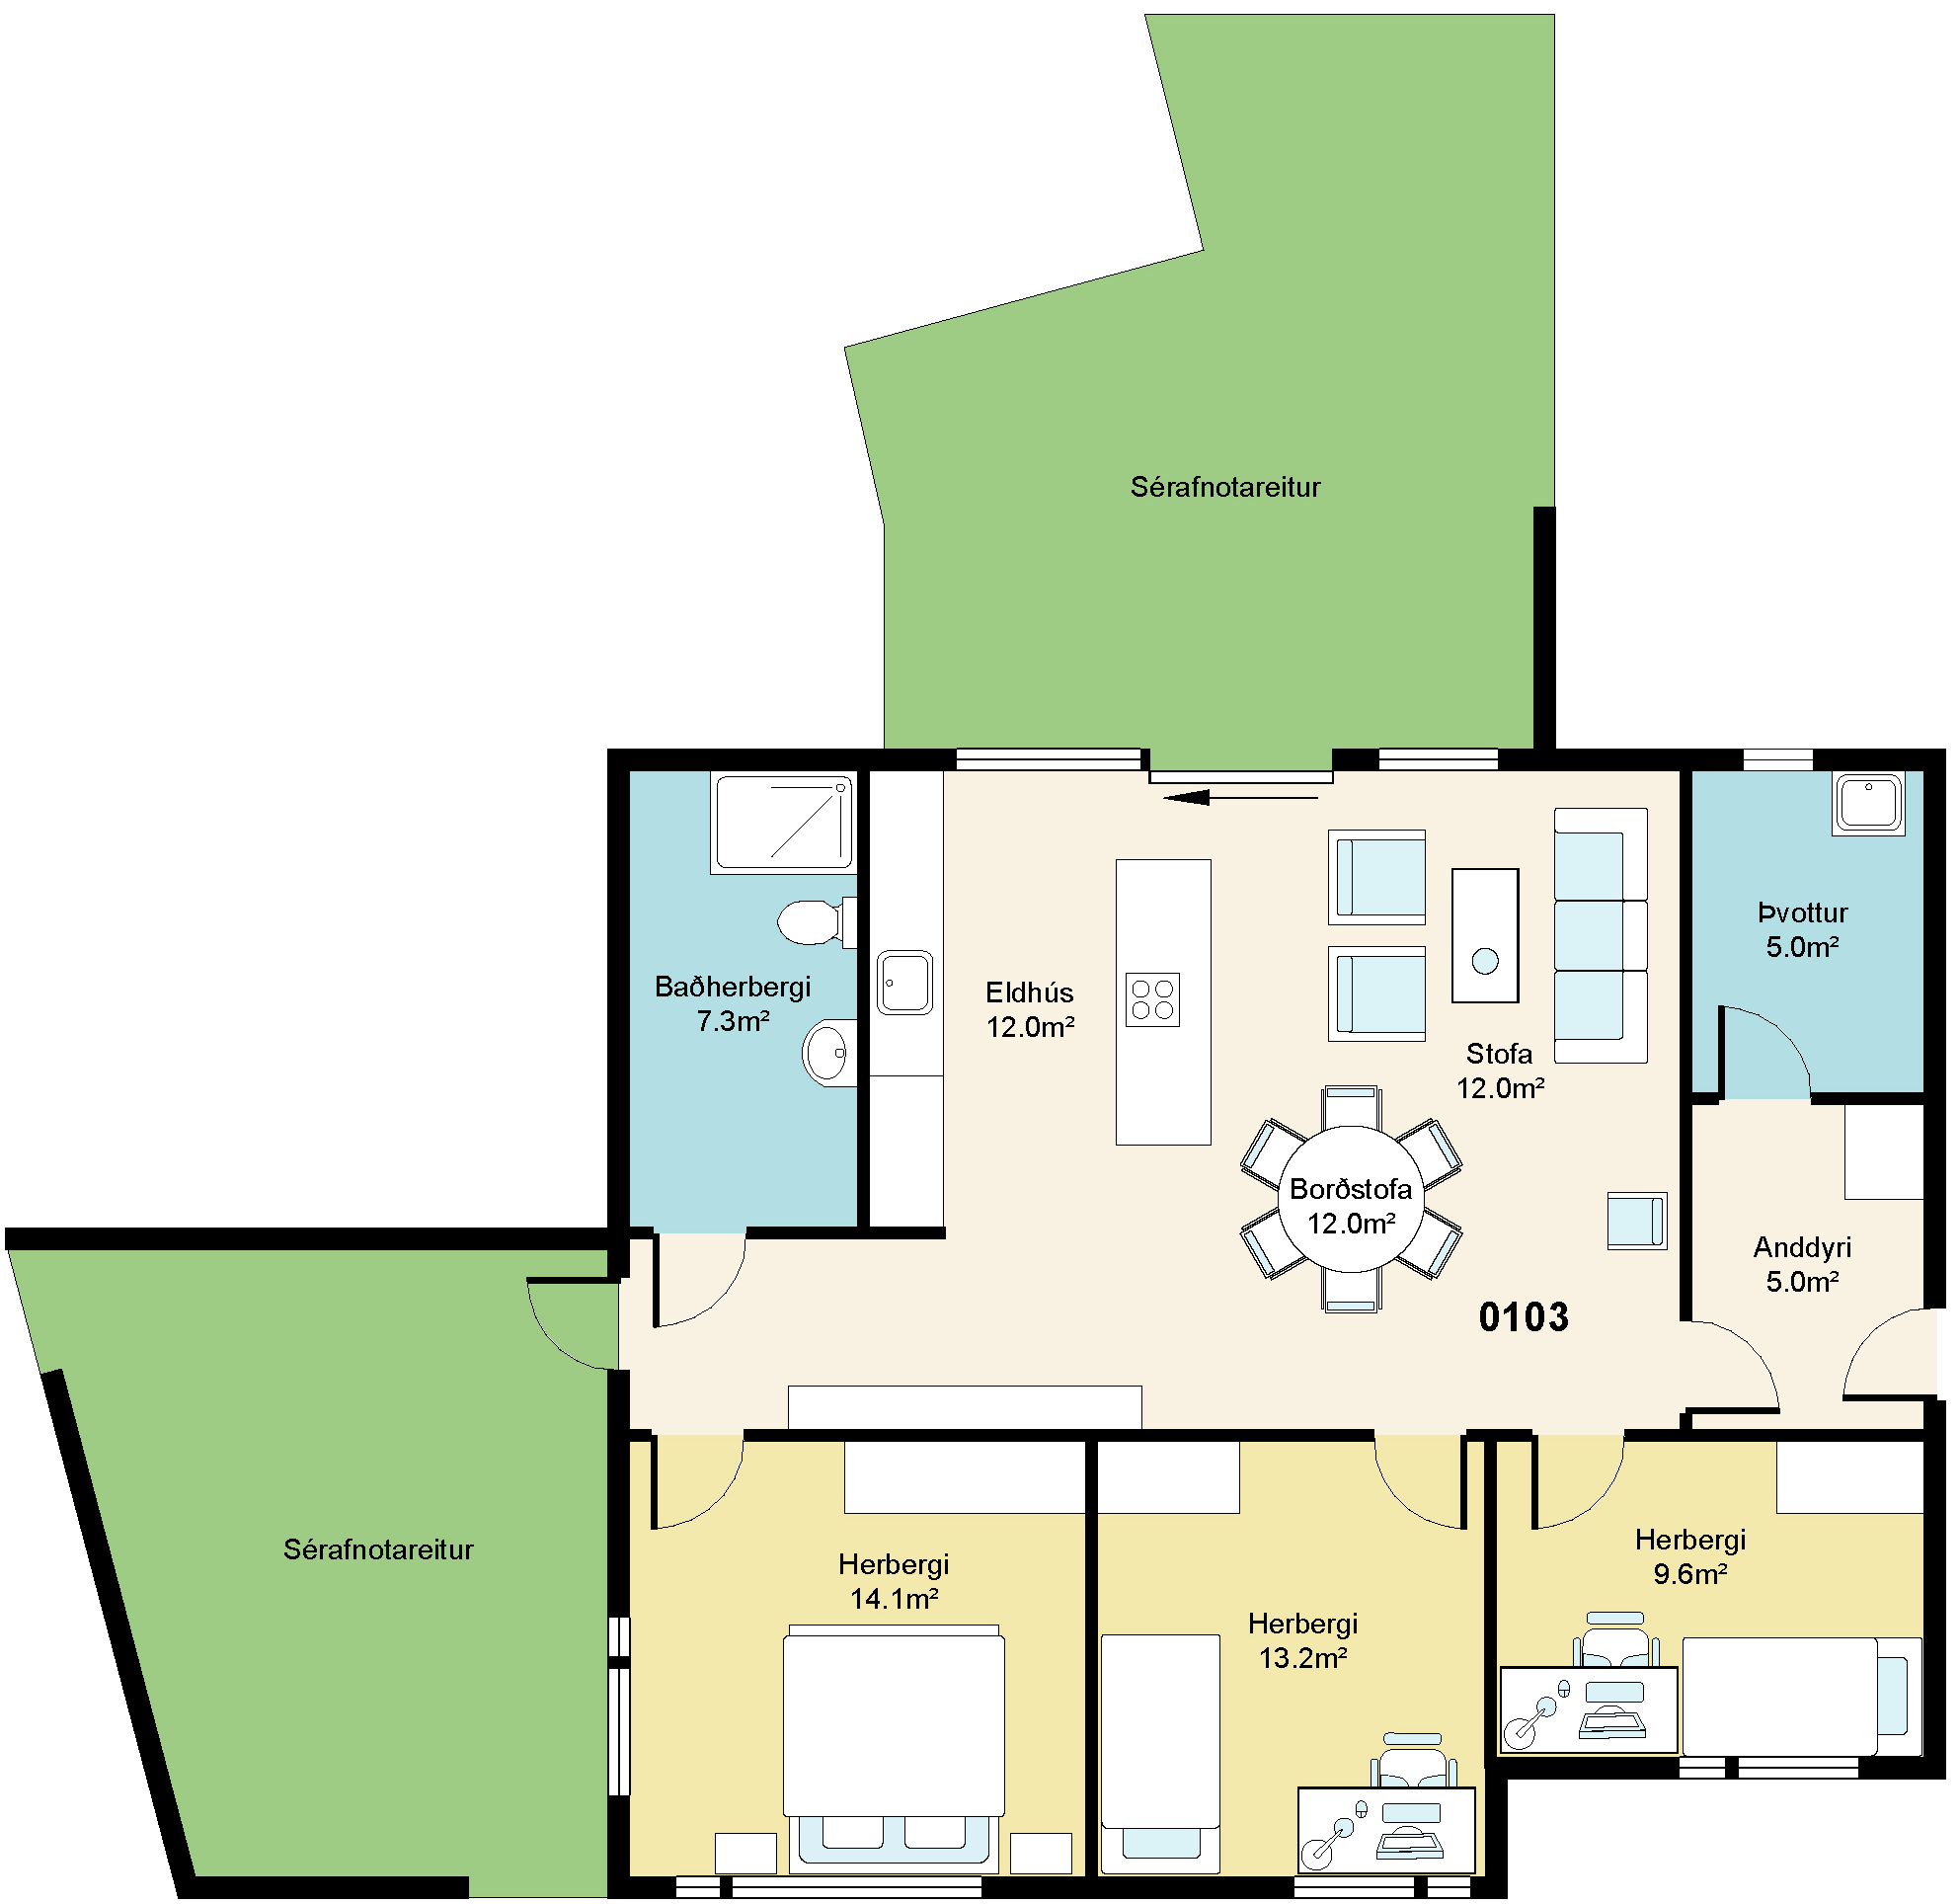 Sérafnotareitur
Þvottur
5.0m²
Baðherbergi
7.3m²
Eldhús
12.0m²
Stofa
12.0m²
Borðstofa
12.0m²
Anddyri
5.0m²
0103
Sérafnotareitur
Herbergi
14.1m²
Herbergi
13.2m²
Herbergi
9.6m²